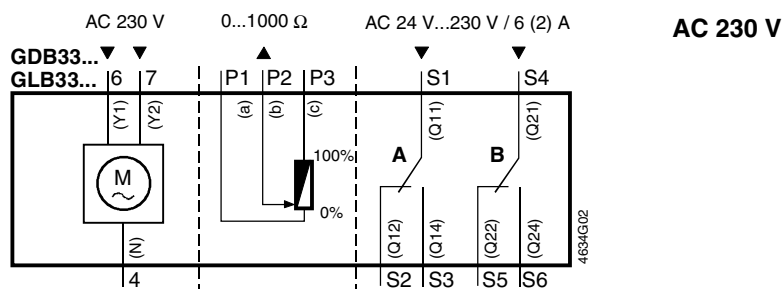 AC 230 V 0...1000 Ω AC 24 V...230 V / 6 (2) A AC 230 V
GDB33...
GLB33... 6 7 P1 P2 P3 S1 S4
(Y1) (Y2) (a) (b) (c) (Q11) (Q21)
A B
100%
M
0%
(N) (Q12) (Q14) (Q22) (Q24)
4634G02
4 S2 S3 S5 S6